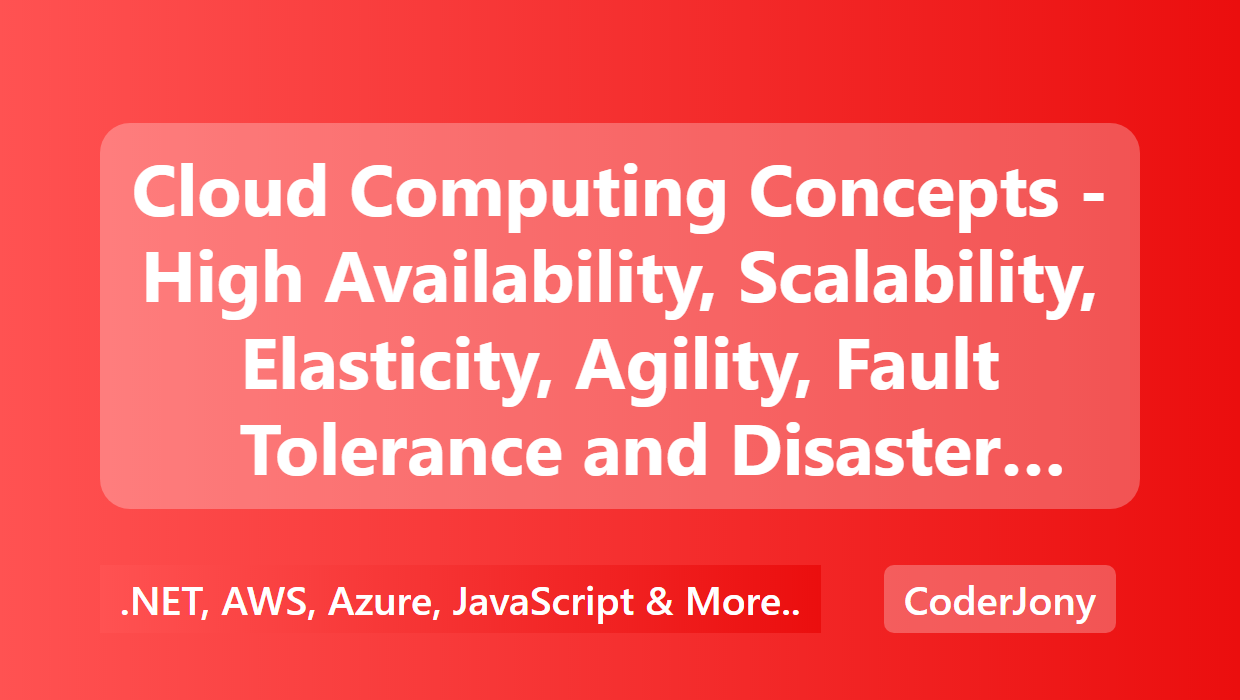 Cloud Computing Concepts -
High Availability, Scalability,
Elasticity, Agility, Fault
Tolerance and Disaster...
.NET, AWS, Azure, JavaScript & More..
CoderJony